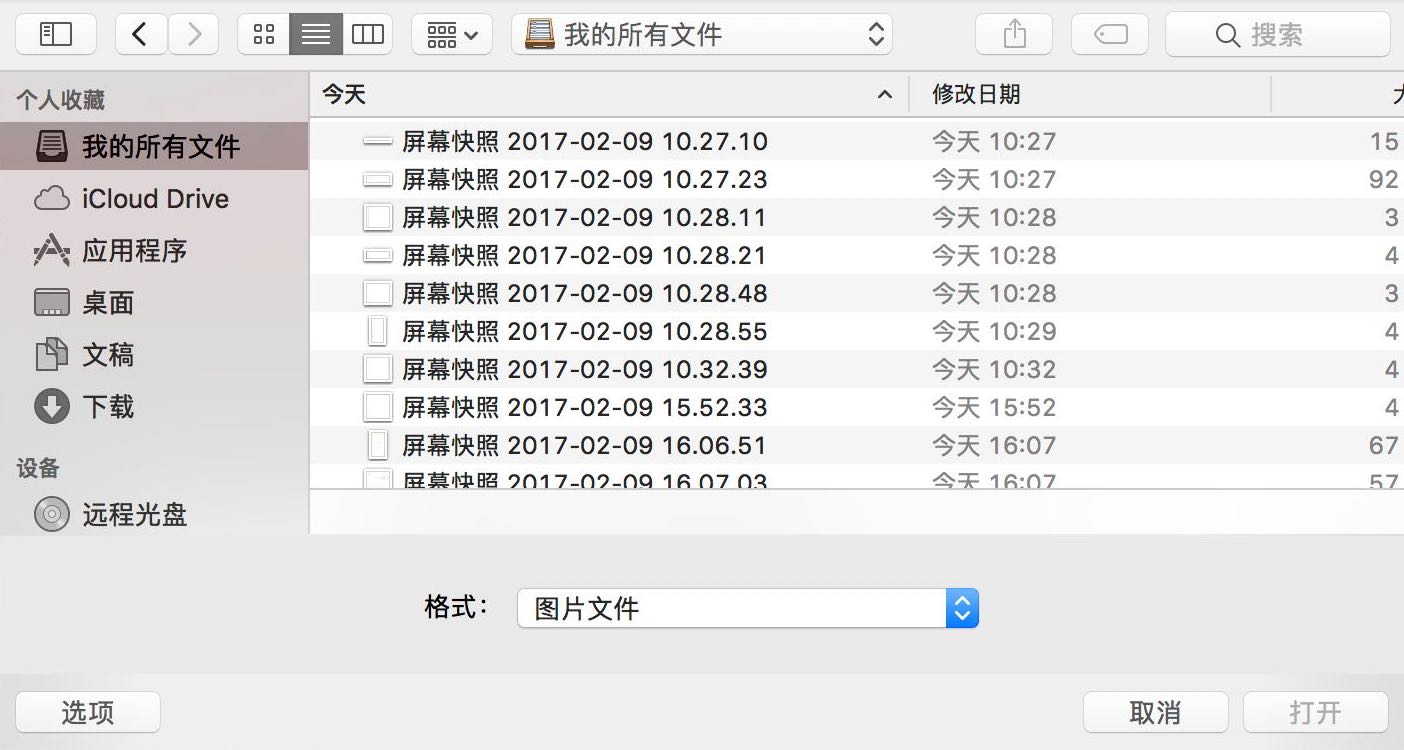 我的所有文件
搜索
个人收藏
我的所有文件
iCloud Drive
应用程序
桌面
文稿
下载
设备
远程光盘
今天 修改日期
屏幕快照 2017-02-09 10.27.10 今天 10:27 15
屏幕快照 2017-02-09 10.27.23 今天 10:27 92
屏幕快照 2017-02-09 10.28.11 今天 10:28 3
屏幕快照 2017-02-09 10.28.21 今天 10:28 4
屏幕快照 2017-02-09 10.28.48 今天 10:28 3
屏幕快照 2017-02-09 10.28.55 今天 10:29 4
屏幕快照 2017-02-09 10.32.39 今天 10:32 4
屏幕快照 2017-02-09 15.52.33 今天 15:52 4
屏幕快照 2017-02-09 16.06.51 今天 16:07 67
屏幕快照 2017-02-09 16.07.03 今天 16:07 57
格式： 图片文件
选项
取消
打开